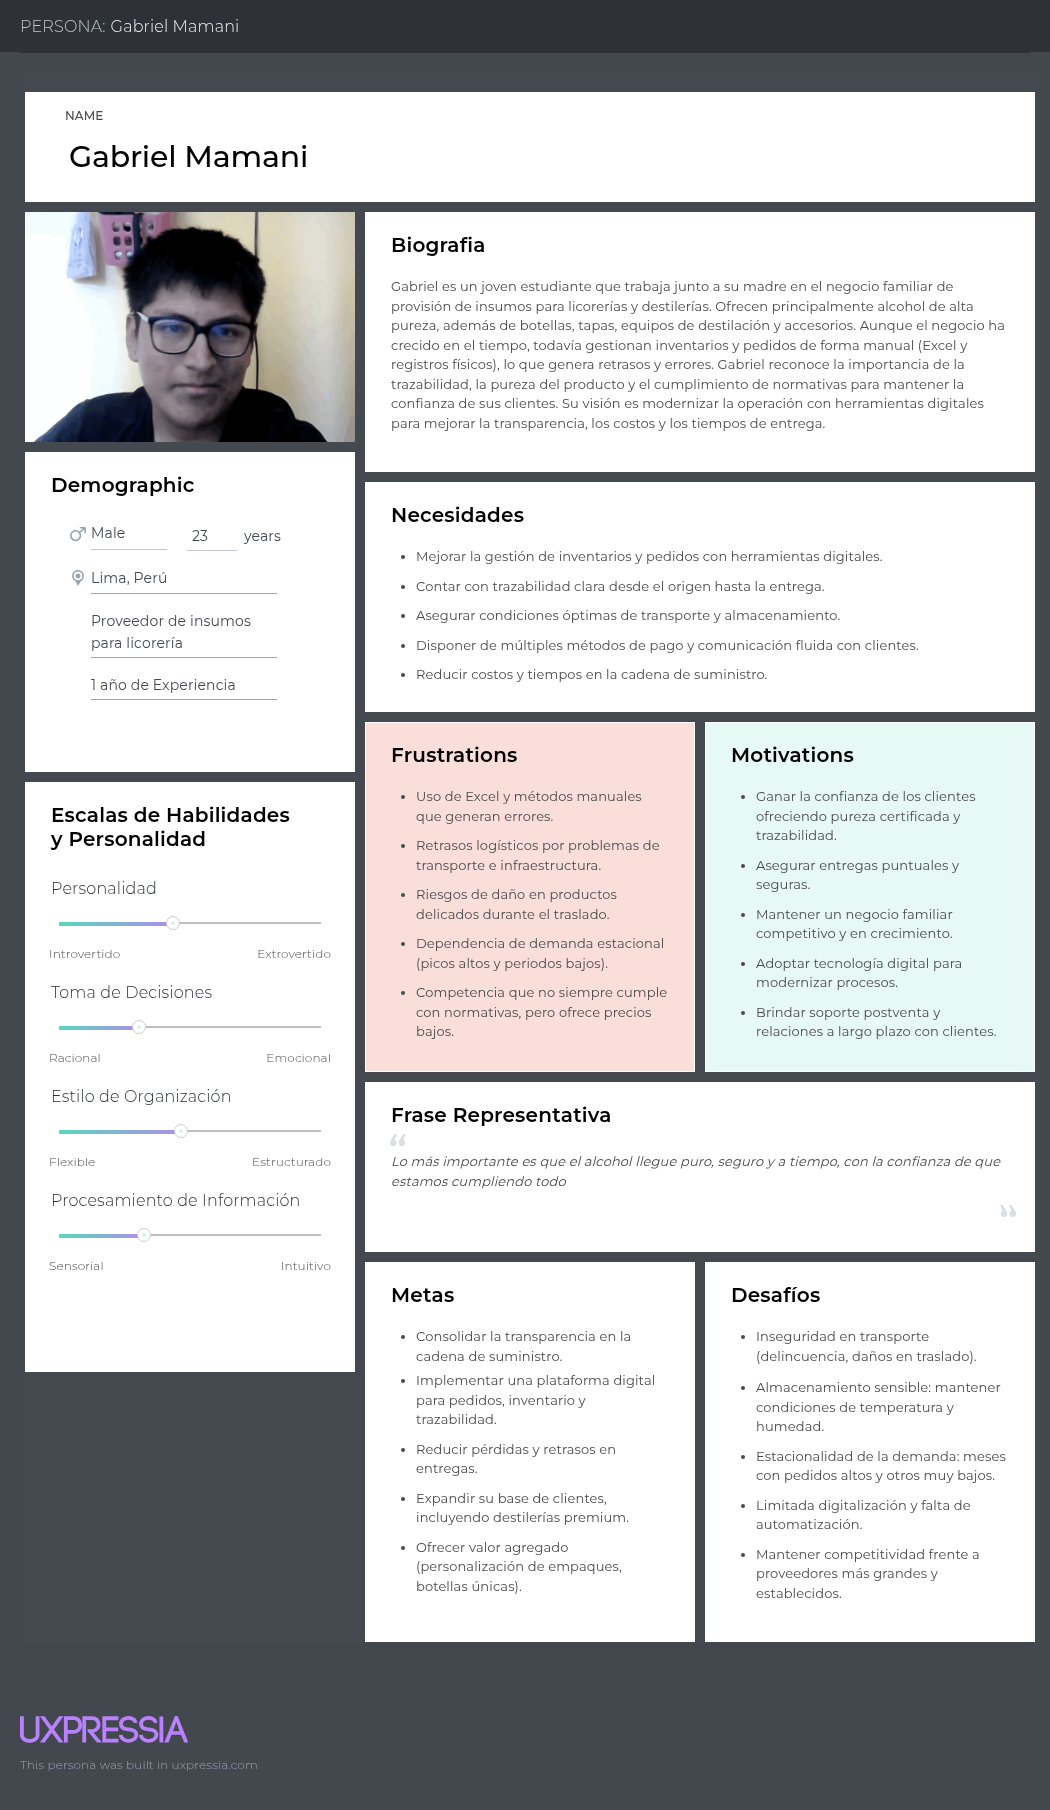 PERSONA: Gabriel Mamani
NAME
Gabriel Mamani
Biografia
Gabriel es un joven estudiante que trabaja junto a su madre en el negocio familiar de
provisión de insumos para licorerías y destilerías. Ofrecen principalmente alcohol de alta
pureza, además de botellas, tapas, equipos de destilación y accesorios. Aunque el negocio ha
crecido en el tiempo, todavía gestionan inventarios y pedidos de forma manual (Excel y
registros físicos), lo que genera retrasos y errores. Gabriel reconoce la importancia de la
trazabilidad, la pureza del producto y el cumplimiento de normativas para mantener la
confianza de sus clientes. Su visión es modernizar la operación con herramientas digitales
para mejorar la transparencia, los costos y los tiempos de entrega.
Demographic
Male 23 years
Lima, Perú
Proveedor de insumos
para licorería
1 año de Experiencia
Necesidades
• Mejorar la gestión de inventarios y pedidos con herramientas digitales.
• Contar con trazabilidad clara desde el origen hasta la entrega.
• Asegurar condiciones óptimas de transporte y almacenamiento.
• Disponer de múltiples métodos de pago y comunicación fluida con clientes.
• Reducir costos y tiempos en la cadena de suministro.
Escalas de Habilidades
y Personalidad
Personalidad
Introvertido Extrovertido
Toma de Decisiones
Racional Emocional
Estilo de Organización
Flexible Estructurado
Procesamiento de Información
Sensorial Intuitivo
Frustrations
• Uso de Excel y métodos manuales
que generan errores.
• Retrasos logísticos por problemas de
transporte e infraestructura.
• Riesgos de daño en productos
delicados durante el traslado.
• Dependencia de demanda estacional
(picos altos y periodos bajos).
• Competencia que no siempre cumple
con normativas, pero ofrece precios
bajos.
Motivations
• Ganar la confianza de los clientes
ofreciendo pureza certificada y
trazabilidad.
• Asegurar entregas puntuales y
seguras.
• Mantener un negocio familiar
competitivo y en crecimiento.
• Adoptar tecnología digital para
modernizar procesos.
• Brindar soporte postventa y
relaciones a largo plazo con clientes.
Frase Representativa
“
Lo más importante es que el alcohol llegue puro, seguro y a tiempo, con la confianza de que
estamos cumpliendo todo
”
Metas
• Consolidar la transparencia en la
cadena de suministro.
• Implementar una plataforma digital
para pedidos, inventario y
trazabilidad.
• Reducir pérdidas y retrasos en
entregas.
• Expandir su base de clientes,
incluyendo destilerías premium.
• Ofrecer valor agregado
(personalización de empaques,
botellas únicas).
Desafíos
• Inseguridad en transporte
(delincuencia, daños en traslado).
• Almacenamiento sensible: mantener
condiciones de temperatura y
humedad.
• Estacionalidad de la demanda: meses
con pedidos altos y otros muy bajos.
• Limitada digitalización y falta de
automatización.
• Mantener competitividad frente a
proveedores más grandes y
establecidos.
UXPRESSIA
This persona was built in uxpressia.com